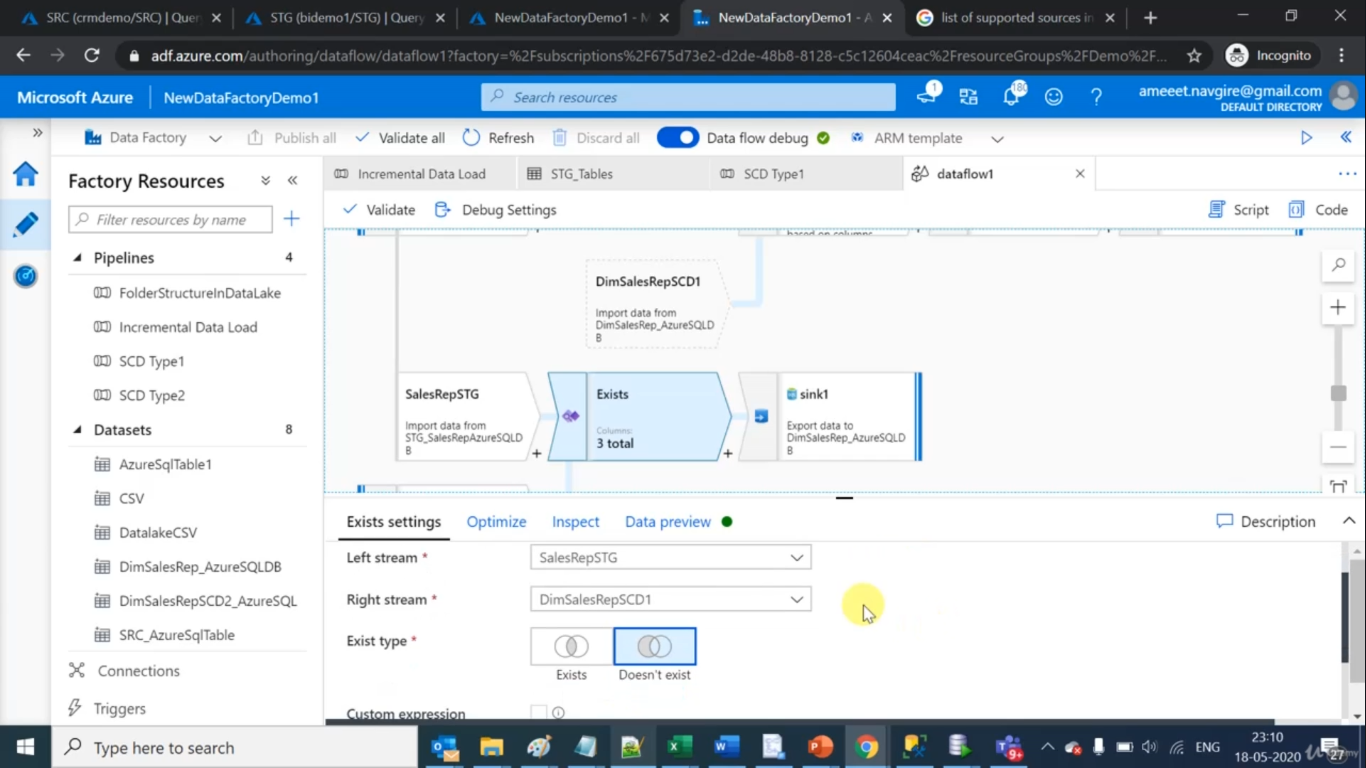 SRC (crmdemo/SRC) | Quer
STG (bidemo1/STG) | Query
NewDataFactoryDemo1 - M
NewDataFactoryDemo1 - A
list of supported sources in
adf.azure.com/authoring/dataflow/dataflow1?factory=%2Fsubscriptions%2F675d73e2-d2de-48b8-8128-c5c12604ceac%2FresourceGroups%2FDemo%2F...
Incognito
Microsoft Azure
NewDataFactoryDemo1
Search resources
1
180
ameeet.navgire@gmail.com
DEFAULT DIRECTORY
Data Factory
Publish all
Validate all
Refresh
Discard all
Data flow debug
ARM template
Factory Resources
Filter resources by name
Pipelines 4
FolderStructureInDataLake
Incremental Data Load
SCD Type1
SCD Type2
Datasets 8
AzureSqlTable1
CSV
DatalakeCSV
DimSalesRep_AzureSQLDB
DimSalesRepSCD2_AzureSQL
SRC_AzureSqlTable
Connections
Triggers
Incremental Data Load
STG_Tables
SCD Type1
dataflow1
Validate
Debug Settings
Script
Code
based on columns
DimSalesRepSCD1
Import data from
DimSalesRep_AzureSQLD
B
SalesRepSTG
Import data from
STG_SalesRepAzureSQLD
B
Exists
Columns:
3 total
sink1
Export data to
DimSalesRep_AzureSQLD
B
Exists settings
Optimize
Inspect
Data preview
Description
Left stream *
SalesRepSTG
Right stream *
DimSalesRepSCD1
Exist type *
Exists
Doesn't exist
Custom expression
Type here to search
9+
ENG
23:10
18-05-2020
27